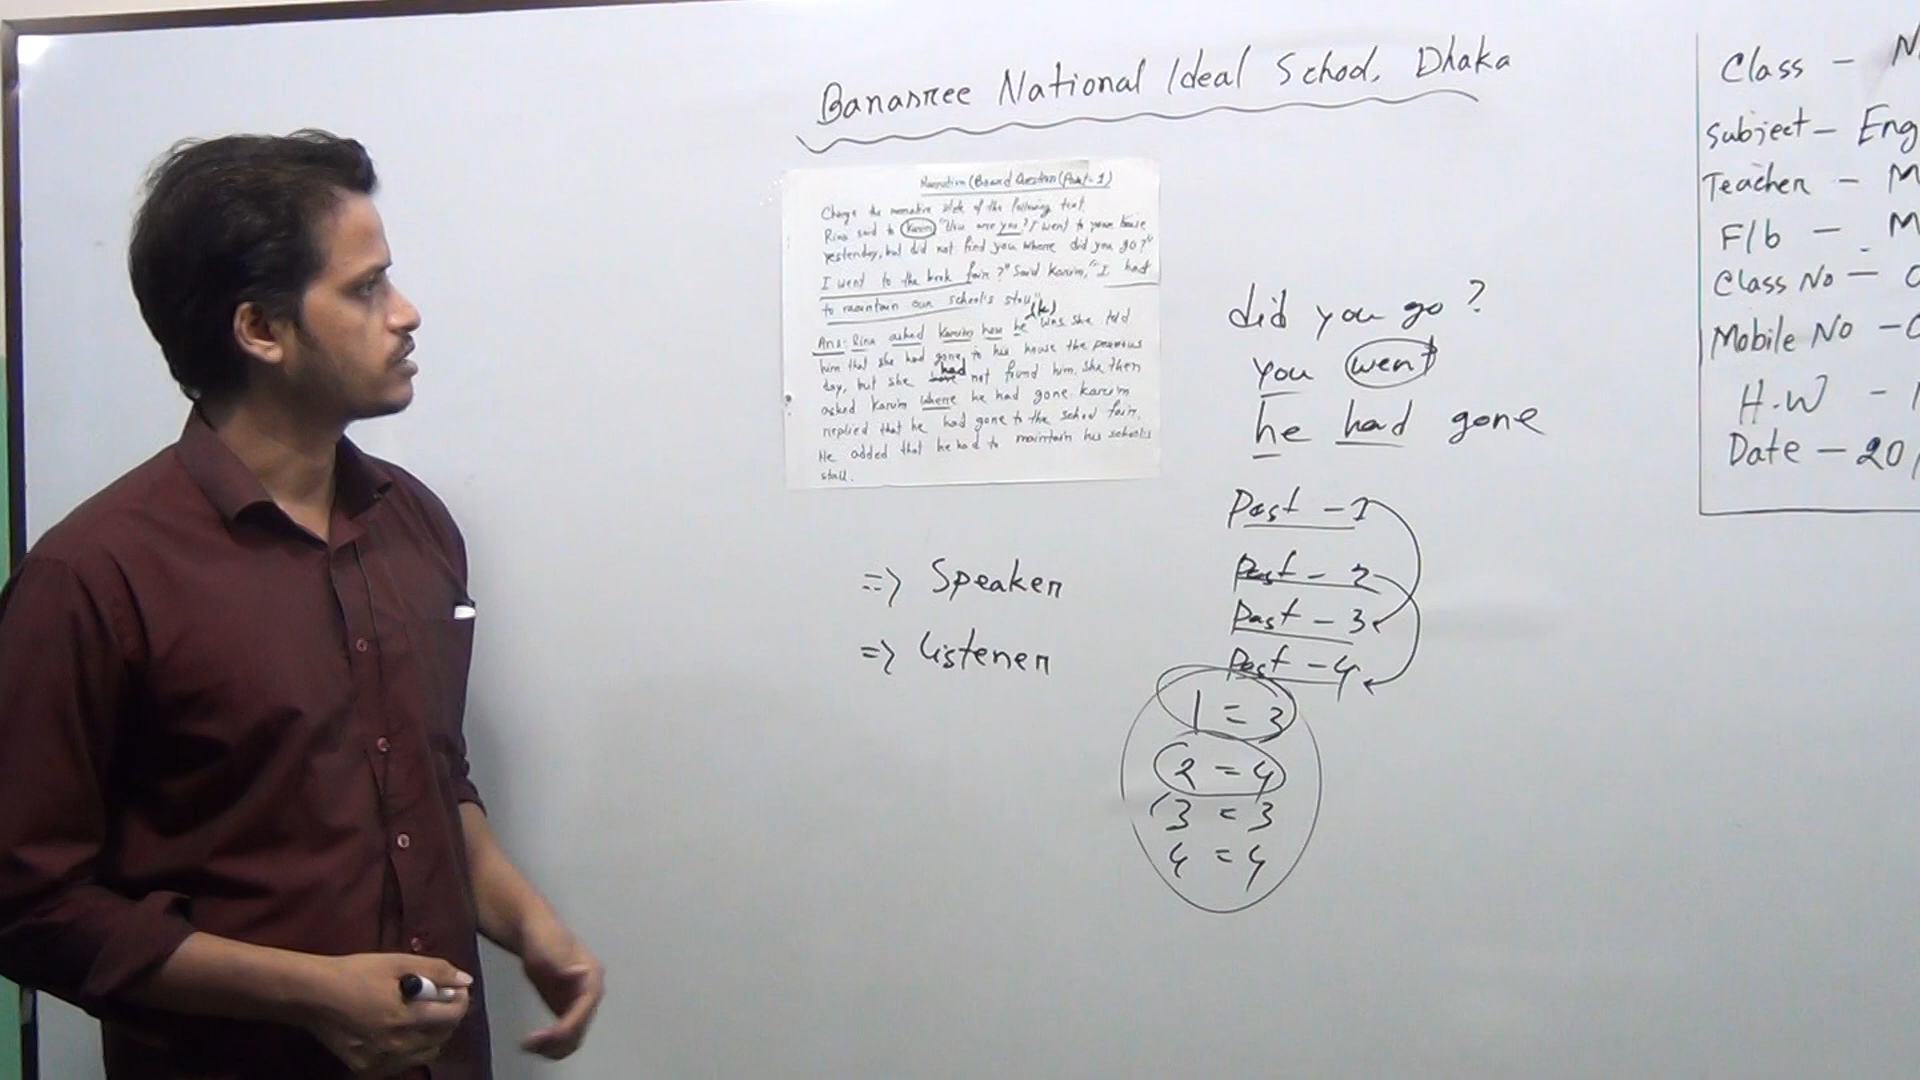 Bananree National Ideal School, Dhaka
Narration (Board Question (Part-1)
Change the narrative style of the following text.
Rina said to Karim "How are you? I went to your house
yesterday, but did not find you where did you go?"
I went to the book fair?" Said Karim, "I had
to maintain our school's stall"
(k)
Ans: Rina asked Karim how he was she told
him that she had gone to his house the previous
day, but she had not found him. She then
asked Karim where he had gone. Karim
replied that he had gone to the school fair.
He added that he had to maintain his school's
stall.
=> Speaker
=> Listener
did you go?
you went
he had gone
Past - 1
Past - 2
Past - 3
Past - 4
1 = 3
2 = 4
3 = 3
4 = 4
Class -
Subject - Eng
Teacher - M
F/b - M
Class No -
Mobile No -
H.W -
Date - 20